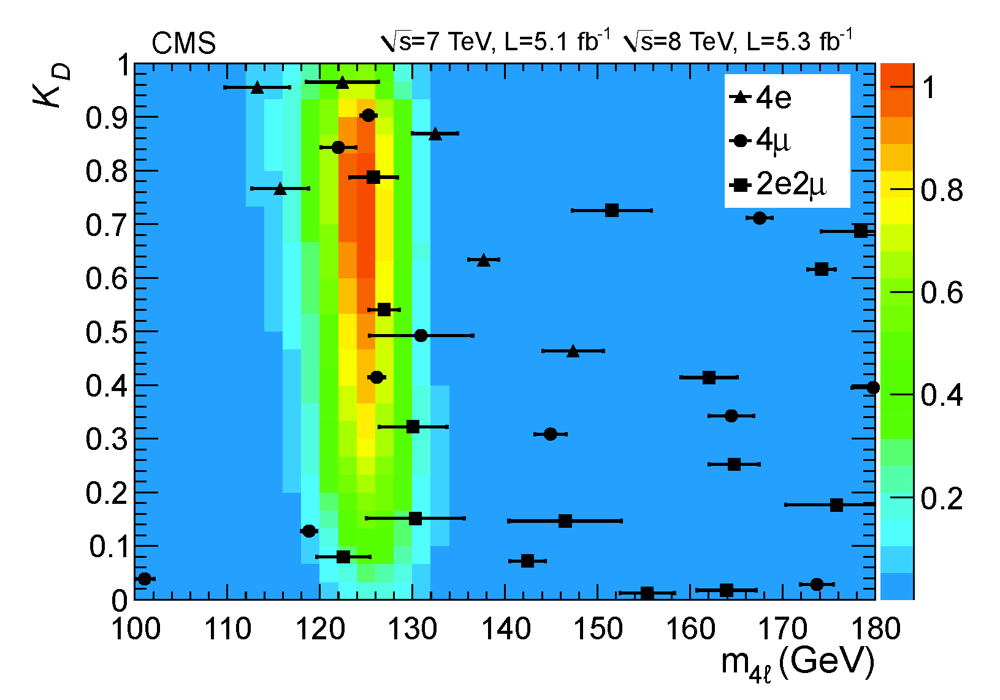 CMS √s=7 TeV, L=5.1 fb⁻¹ √s=8 TeV, L=5.3 fb⁻¹
K_D
1
0.9
0.8
0.7
0.6
0.5
0.4
0.3
0.2
0.1
0
4e
4μ
2e2μ
1
0.8
0.6
0.4
0.2
100 110 120 130 140 150 160 170 180
m_4ℓ (GeV)